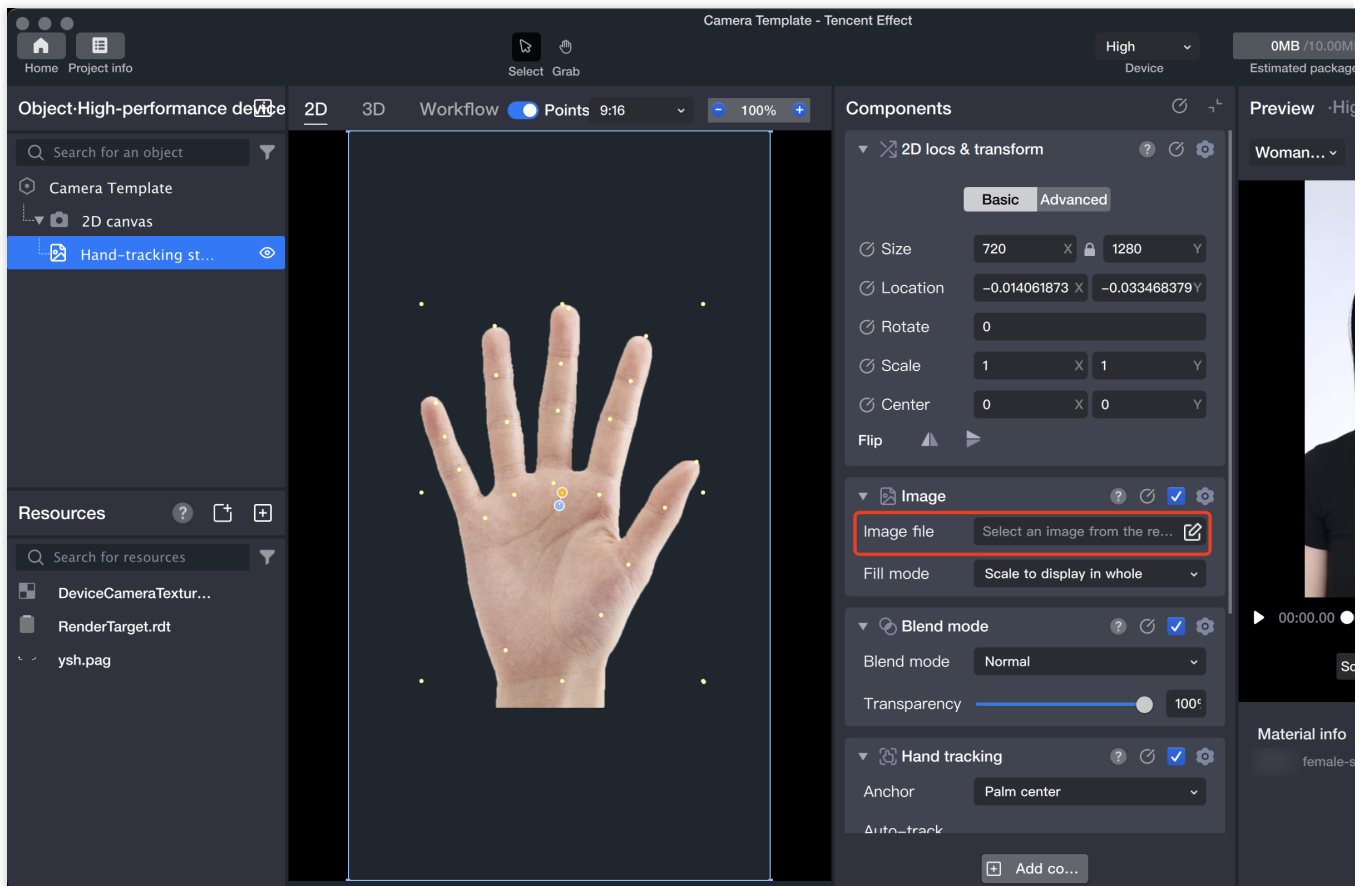 Camera Template - Tencent Effect
Home
Project info
Select
Grab
High
Device
0MB /10.00M
Estimated package
Object·High-performance device
2D
3D
Workflow
Points
9:16
100%
Components
Preview ·Hig
Search for an object
Camera Template
2D canvas
Hand-tracking st...
2D locs & transform
?
Woman...
Basic
Advanced
Size
720 X
1280 Y
Location
-0.014061873 X
-0.033468379 Y
Rotate
0
Scale
1 X
1 Y
Center
0 X
0 Y
Flip
Resources
?
Search for resources
DeviceCameraTextur...
RenderTarget.rdt
ysh.pag
Image
?
Image file
Select an image from the re...
Fill mode
Scale to display in whole
Blend mode
?
Blend mode
Normal
Transparency
100
Hand tracking
?
Anchor
Palm center
Auto-track
Add co...
00:00.00
Sc
Material info
female-s